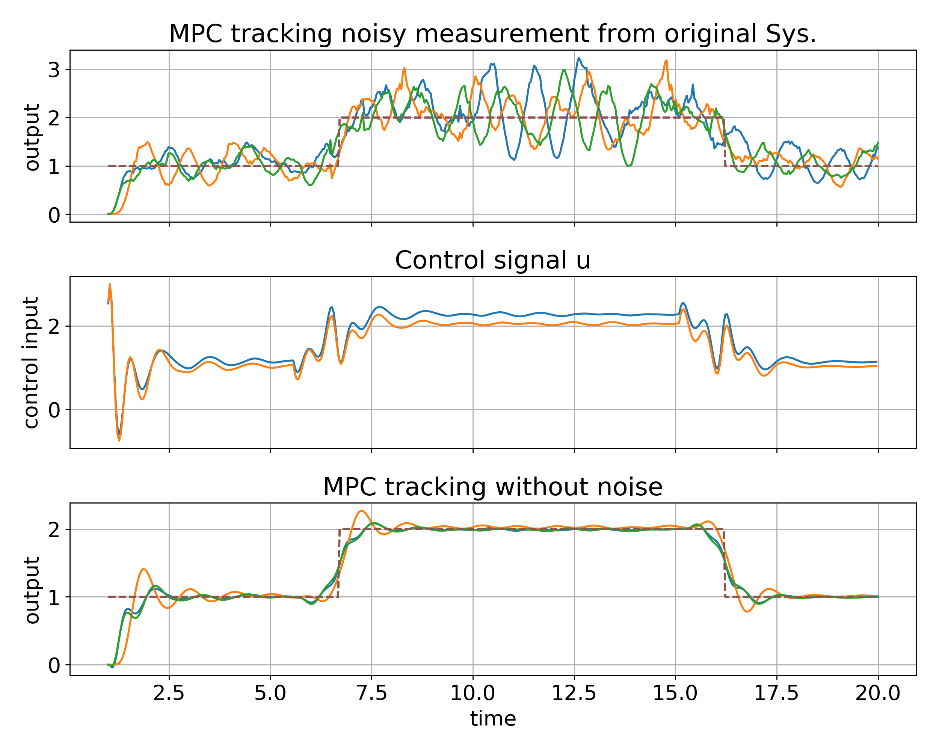 MPC tracking noisy measurement from original Sys.
3
2
1
0
output
Control signal u
2
0
control input
MPC tracking without noise
2
1
0
output
2.5 5.0 7.5 10.0 12.5 15.0 17.5 20.0
time